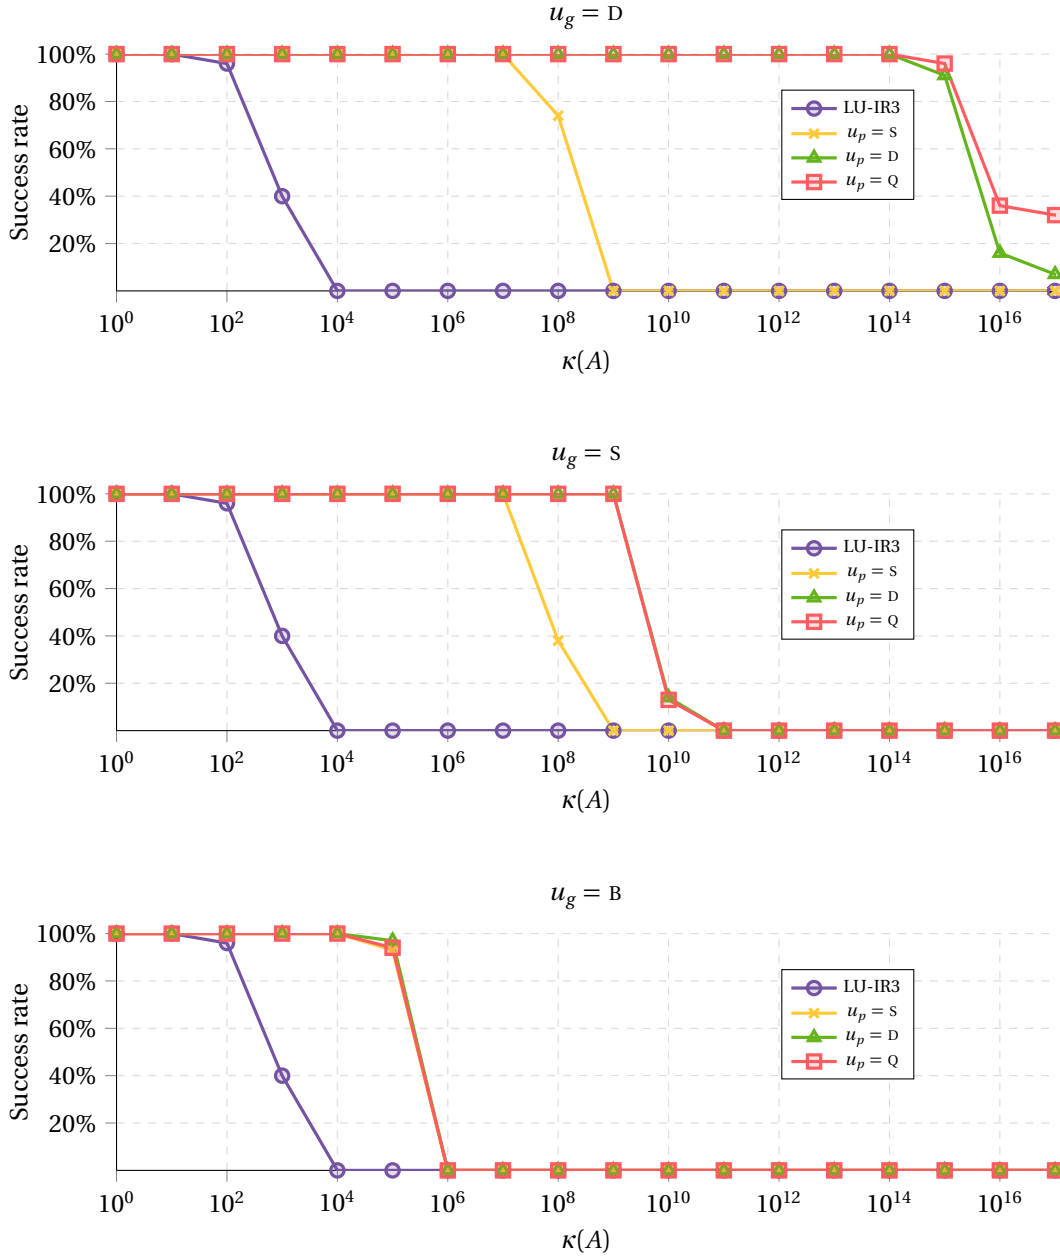 u_g = D
100%
80%
60%
40%
20%
Success rate
LU-IR3
u_p = S
u_p = D
u_p = Q
10^0 10^2 10^4 10^6 10^8 10^10 10^12 10^14 10^16
κ(A)
u_g = S
100%
80%
60%
40%
20%
Success rate
LU-IR3
u_p = S
u_p = D
u_p = Q
10^0 10^2 10^4 10^6 10^8 10^10 10^12 10^14 10^16
κ(A)
u_g = B
100%
80%
60%
40%
20%
Success rate
LU-IR3
u_p = S
u_p = D
u_p = Q
10^0 10^2 10^4 10^6 10^8 10^10 10^12 10^14 10^16
κ(A)